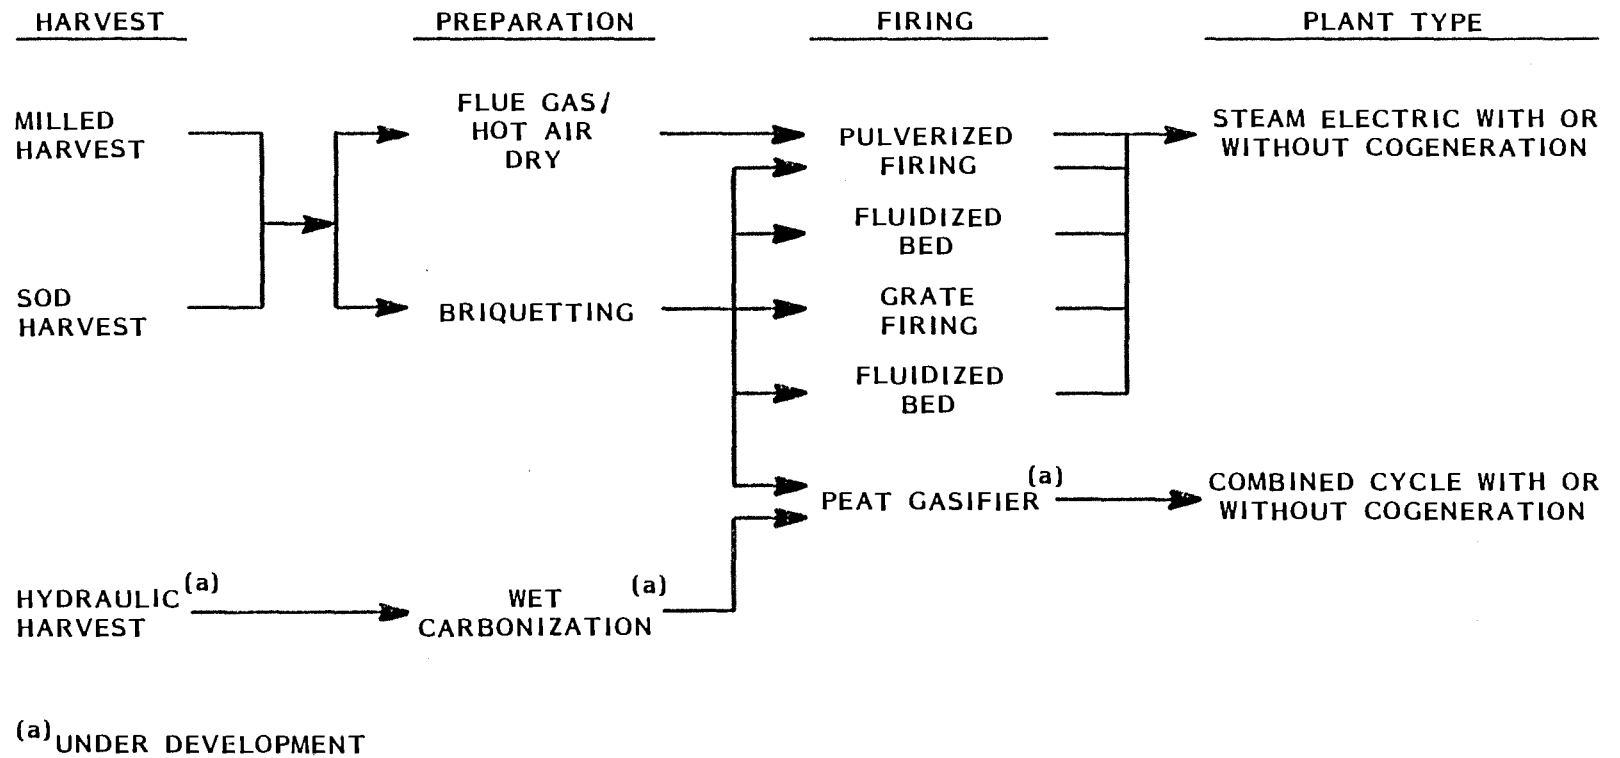 HARVEST
PREPARATION
FIRING
PLANT TYPE
MILLED
HARVEST
FLUE GAS/
HOT AIR
DRY
PULVERIZED
FIRING
STEAM ELECTRIC WITH OR
WITHOUT COGENERATION
FLUIDIZED
BED
SOD
HARVEST
BRIQUETTING
GRATE
FIRING
FLUIDIZED
BED
PEAT GASIFIER(a)
COMBINED CYCLE WITH OR
WITHOUT COGENERATION
HYDRAULIC(a)
HARVEST
WET (a)
CARBONIZATION
(a)UNDER DEVELOPMENT